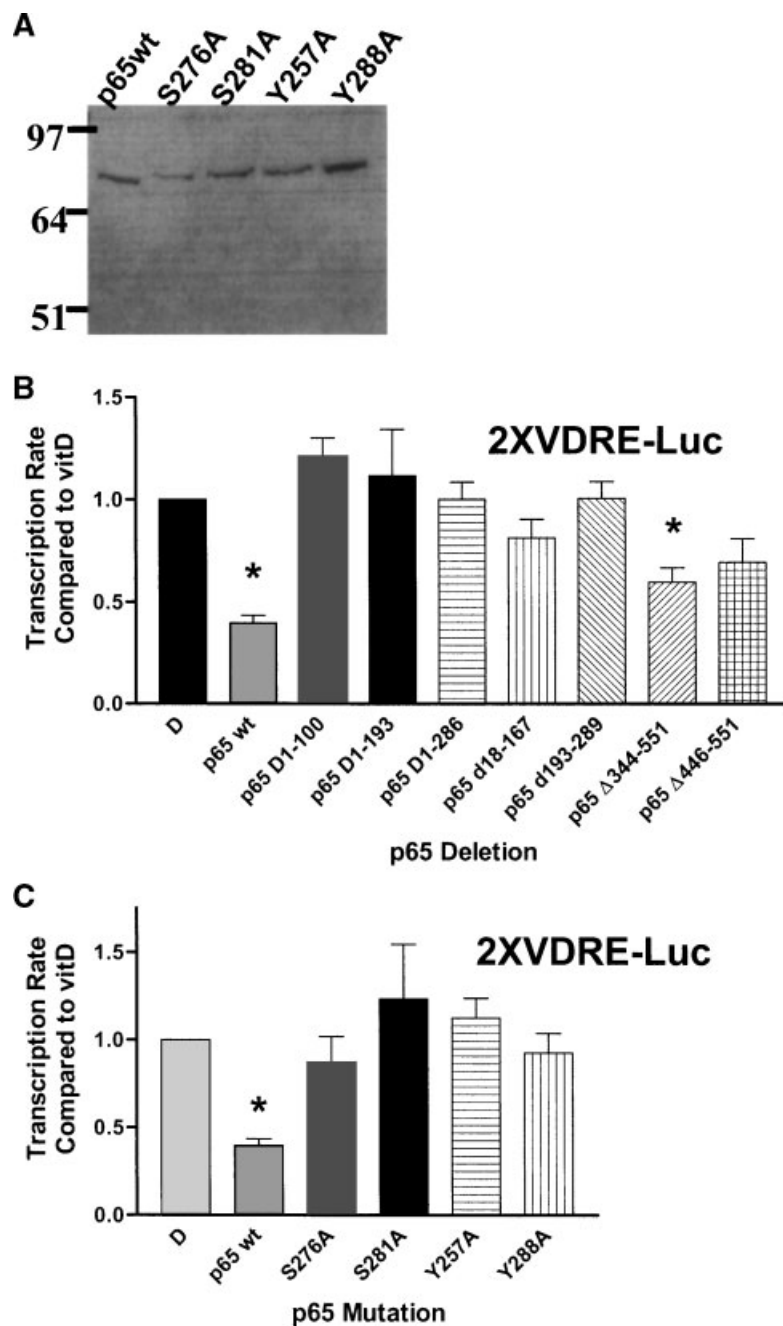 A
p65wt
S276A
S281A
Y257A
Y288A
97
64
51
B
2XVDRE-Luc
Transcription Rate
Compared to vitD
1.5
1.0
0.5
0.0
*
*
D
p65 wt
p65 D1-100
p65 D1-193
p65 D1-286
p65 d18-167
p65 d193-289
p65 Δ344-551
p65 Δ446-551
p65 Deletion
C
2XVDRE-Luc
Transcription Rate
Compared to vitD
1.5
1.0
0.5
0.0
*
D
p65 wt
S276A
S281A
Y257A
Y288A
p65 Mutation